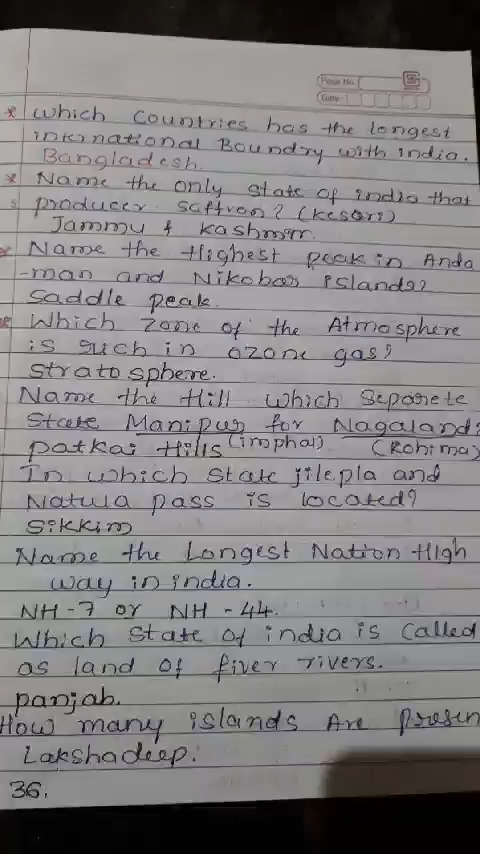 Page No.
Date
* which countries has the longest
international Boundry with india.
Bangladesh.
* Name the only state of india that
producer saffron? (kesari)
Jammu & kashmir.
* Name the Highest peak in Anda
-man and Nikobar islands?
saddle peak.
* Which zone of the Atmosphere
is such in ozone gas?
stratosphere.
Name the Hill which separete
State Manipur for Nagaland?
patkai Hills (imphal) (Kohima)
In which state jilepla and
Natula pass is located?
Sikkim
Name the Longest Nation High
way in india.
NH-7 or NH -44.
Which State of india is called
as land of fiver rivers.
panjab.
How many islands Are presen
Lakshadeep.
36.